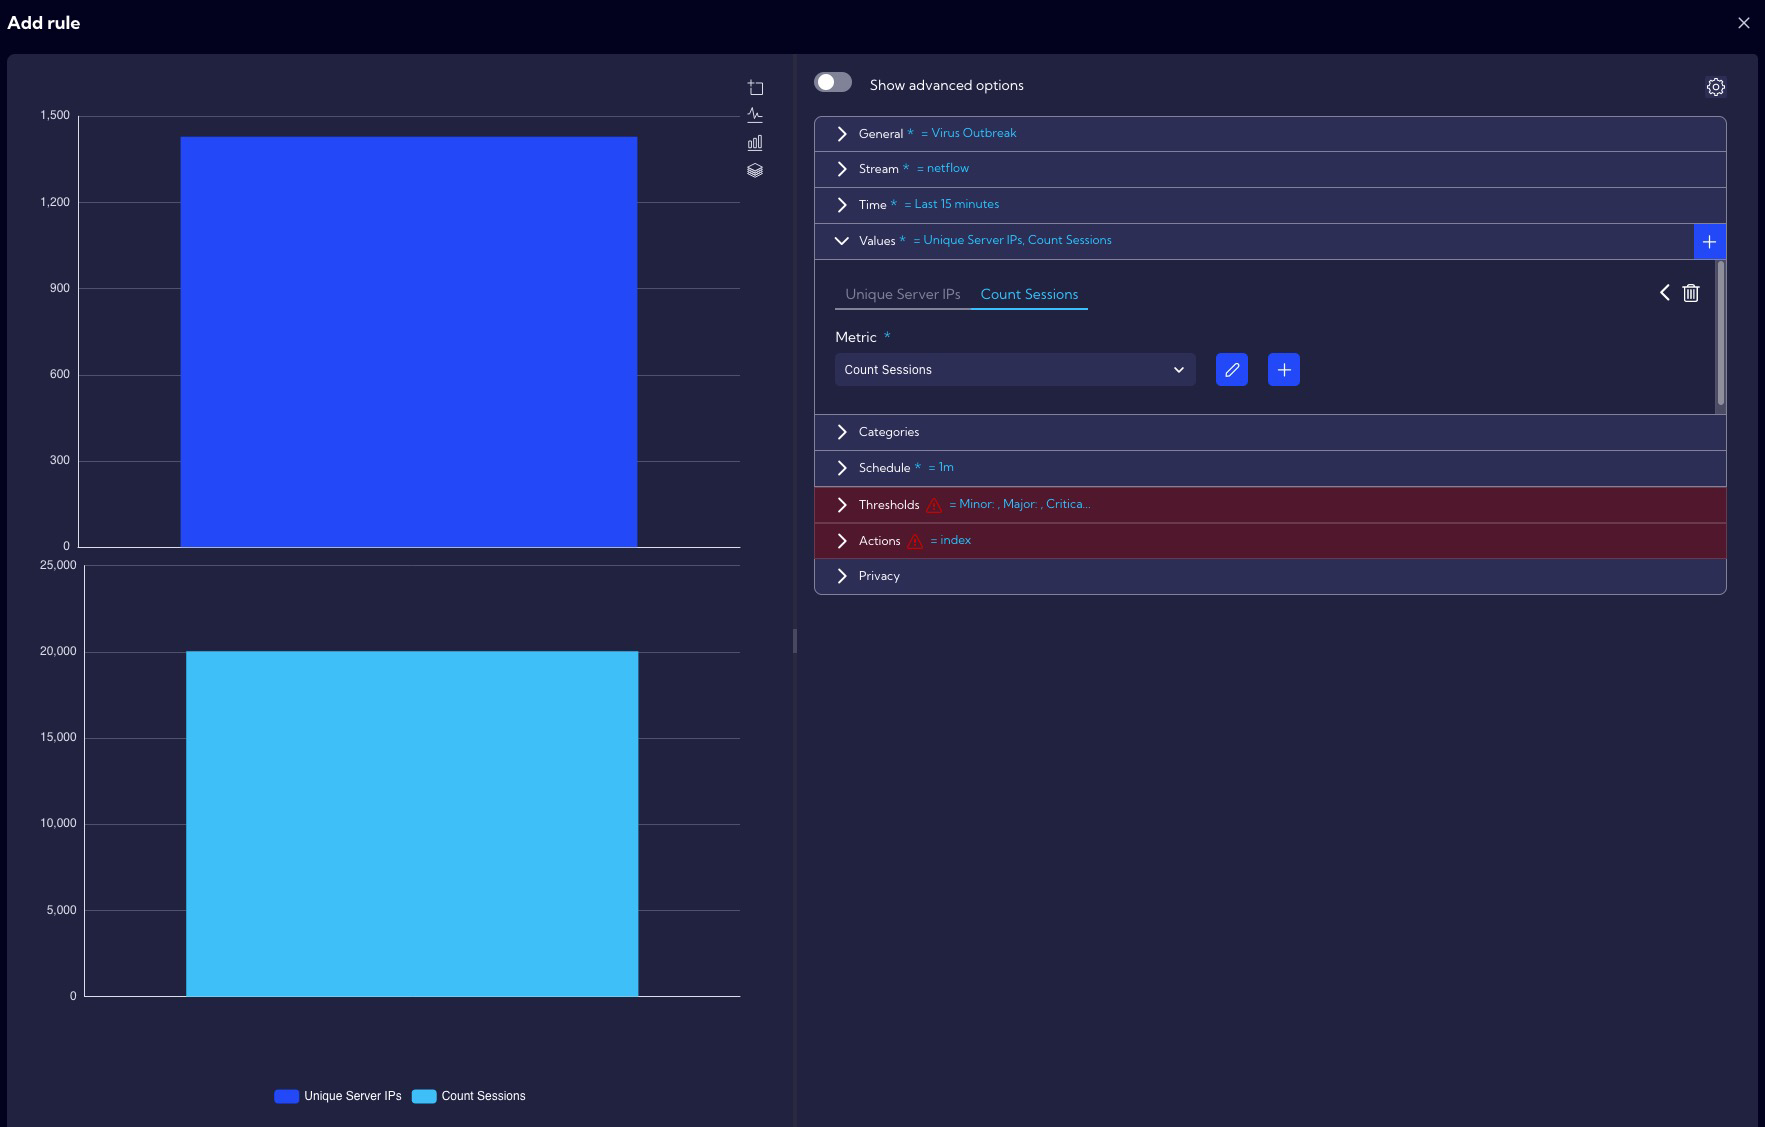 Add rule
1,500
1,200
900
600
300
0
25,000
20,000
15,000
10,000
5,000
0
Unique Server IPs Count Sessions
Show advanced options
General * = Virus Outbreak
Stream * = netflow
Time * = Last 15 minutes
Values * = Unique Server IPs, Count Sessions
Unique Server IPs Count Sessions
Metric *
Count Sessions
Categories
Schedule * = 1m
Thresholds = Minor: , Major: , Critica...
Actions = index
Privacy